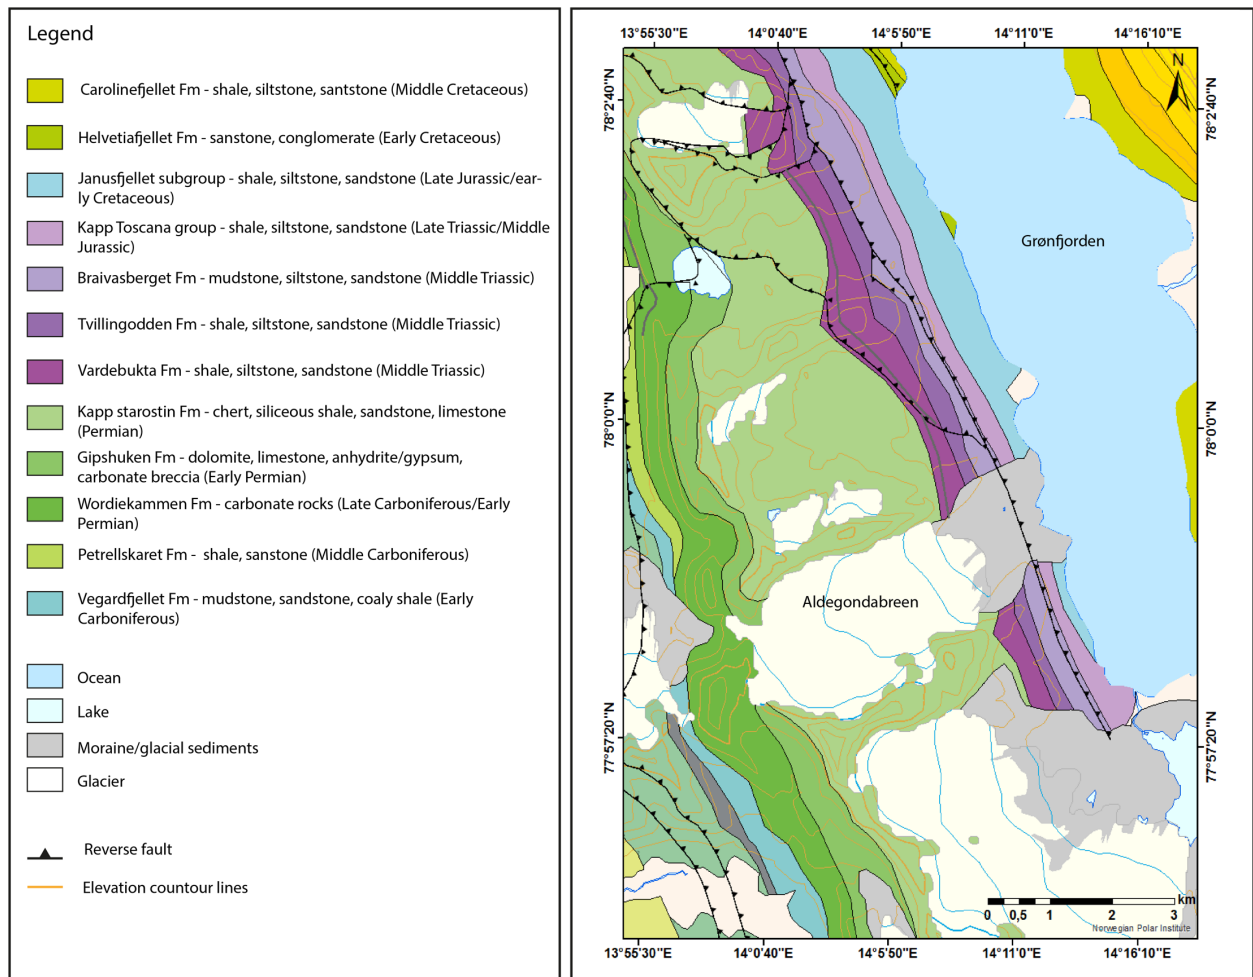 Legend
Carolinefjellet Fm - shale, siltstone, santstone (Middle Cretaceous)
Helvetiafjellet Fm - sanstone, conglomerate (Early Cretaceous)
Janusfjellet subgroup - shale, siltstone, sandstone (Late Jurassic/ear-
ly Cretaceous)
Kapp Toscana group - shale, siltstone, sandstone (Late Triassic/Middle
Jurassic)
Braivasberget Fm - mudstone, siltstone, sandstone (Middle Triassic)
Tvillingodden Fm - shale, siltstone, sandstone (Middle Triassic)
Vardebukta Fm - shale, siltstone, sandstone (Middle Triassic)
Kapp starostin Fm - chert, siliceous shale, sandstone, limestone
(Permian)
Gipshuken Fm - dolomite, limestone, anhydrite/gypsum,
carbonate breccia (Early Permian)
Wordiekammen Fm - carbonate rocks (Late Carboniferous/Early
Permian)
Petrellskaret Fm - shale, sanstone (Middle Carboniferous)
Vegardfjellet Fm - mudstone, sandstone, coaly shale (Early
Carboniferous)
Ocean
Lake
Moraine/glacial sediments
Glacier
Reverse fault
Elevation countour lines
13°55'30"E 14°0'40"E 14°5'50"E 14°11'0"E 14°16'10"E
N
78°2'40"N 78°2'40"N
Grønfjorden
78°0'0"N 78°0'0"N
Aldegondabreen
77°57'20"N 77°57'20"N
km
0 0,5 1 2 3
Norwegian Polar Institute
13°55'30"E 14°0'40"E 14°5'50"E 14°11'0"E 14°16'10"E